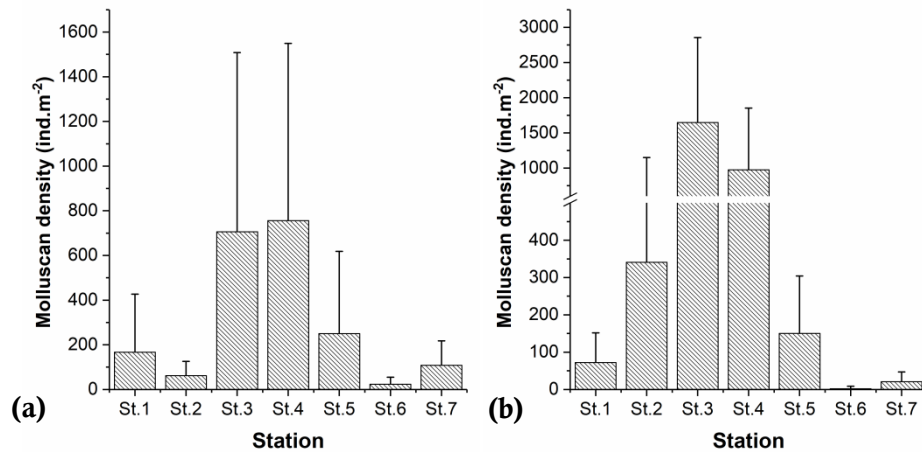 Molluscan density (ind.m-2)
1600
1400
1200
1000
800
600
400
200
0
St.1 St.2 St.3 St.4 St.5 St.6 St.7
Station
(a)
Molluscan density (ind.m-2)
3000
2500
2000
1500
1000
400
300
200
100
0
St.1 St.2 St.3 St.4 St.5 St.6 St.7
Station
(b)